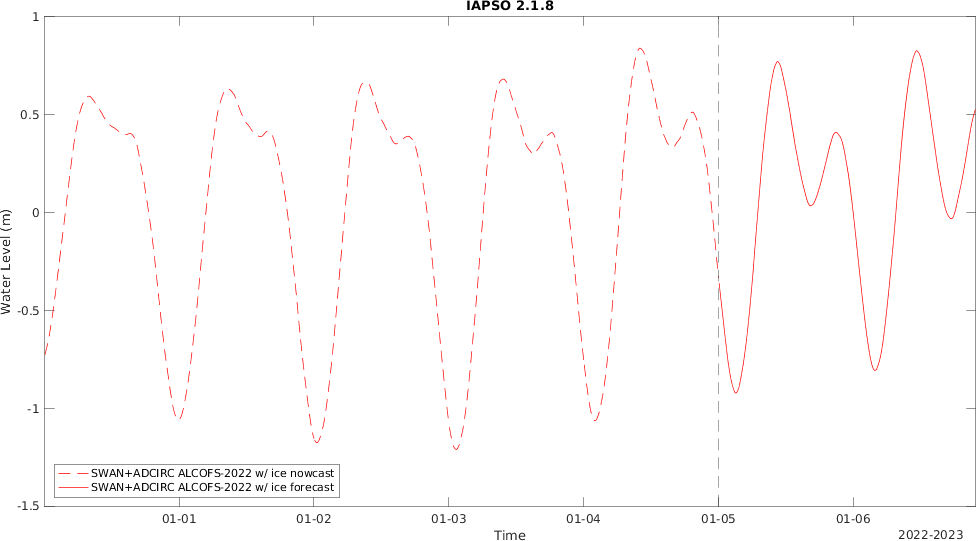 IAPSO 2.1.8
1
0.5
0
-0.5
-1
-1.5
Water Level (m)
SWAN+ADCIRC ALCOFS-2022 w/ ice nowcast
SWAN+ADCIRC ALCOFS-2022 w/ ice forecast
01-01 01-02 01-03 01-04 01-05 01-06
Time
2022-2023